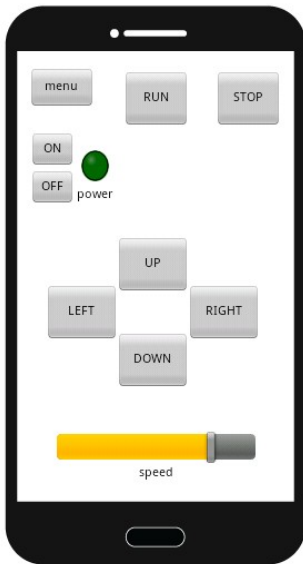 menu
RUN
STOP
ON
OFF
power
UP
LEFT
RIGHT
DOWN
speed